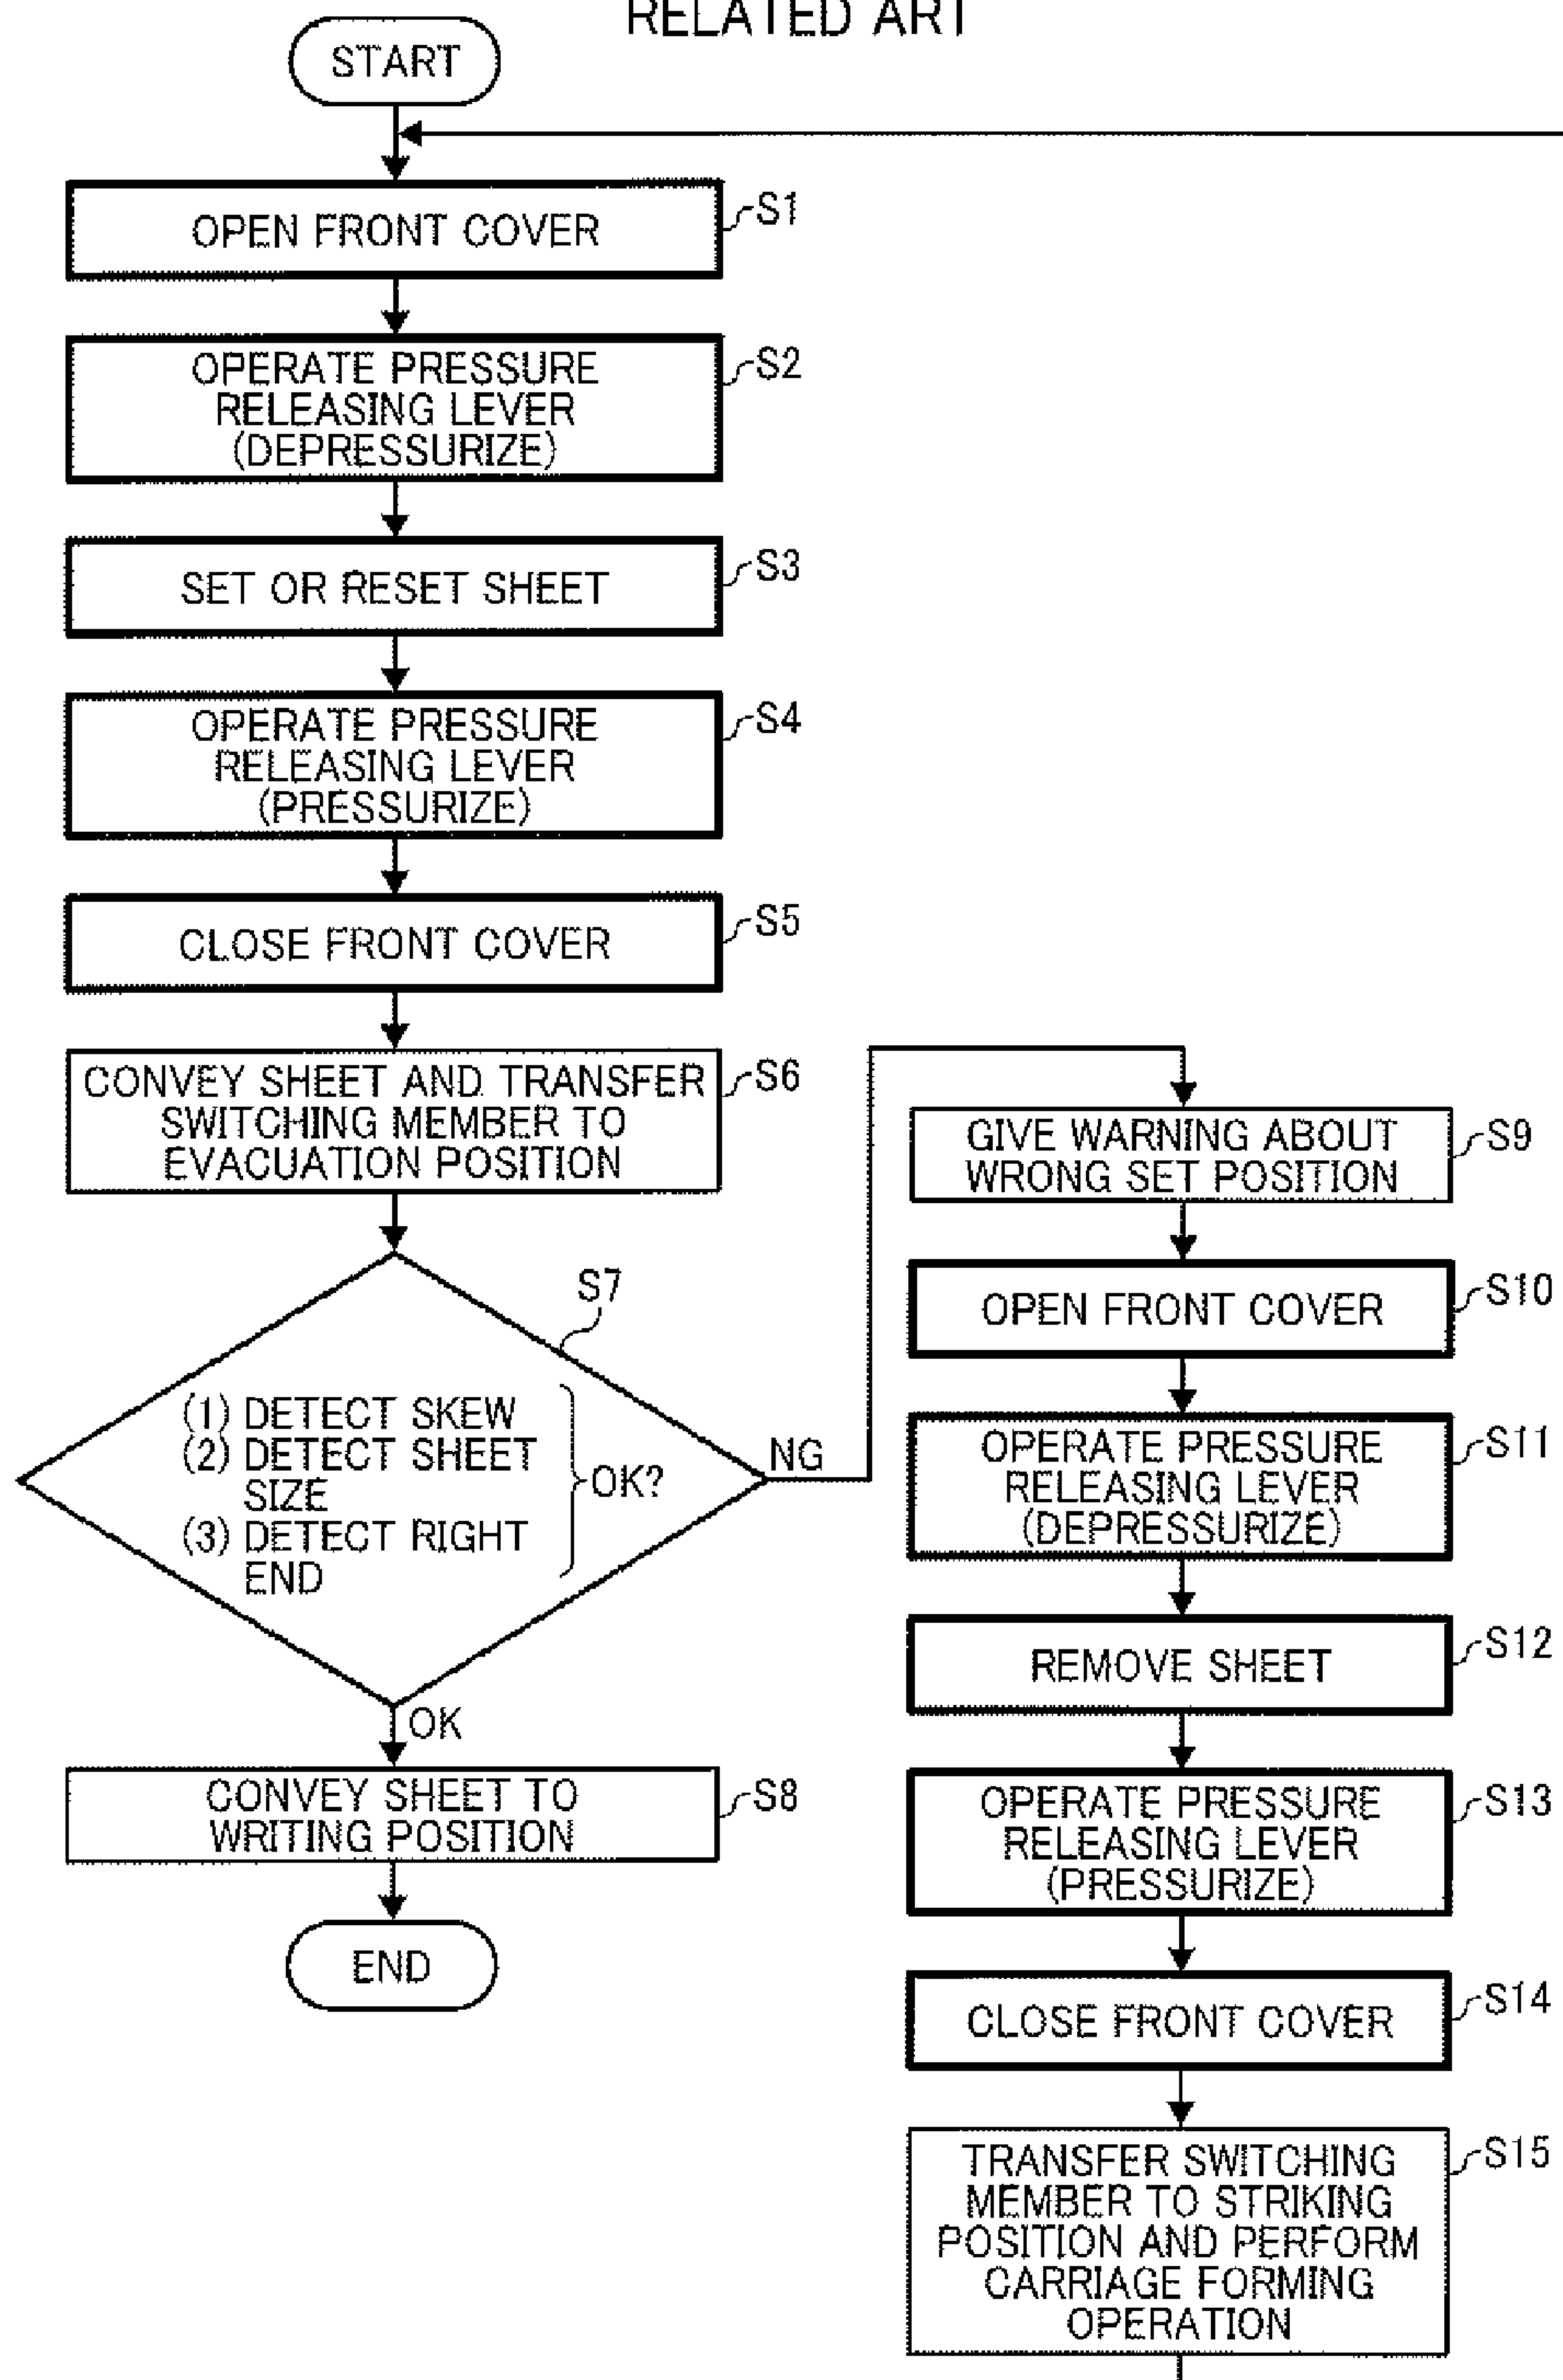 RELATED ART
START
OPEN FRONT COVER
S1
OPERATE PRESSURE
RELEASING LEVER
(DEPRESSURIZE)
S2
SET OR RESET SHEET
S3
OPERATE PRESSURE
RELEASING LEVER
(PRESSURIZE)
S4
CLOSE FRONT COVER
S5
CONVEY SHEET AND TRANSFER
SWITCHING MEMBER TO
EVACUATION POSITION
S6
S7
(1) DETECT SKEW
(2) DETECT SHEET
SIZE
(3) DETECT RIGHT
END
OK?
NG
OK
CONVEY SHEET TO
WRITING POSITION
S8
END
GIVE WARNING ABOUT
WRONG SET POSITION
S9
OPEN FRONT COVER
S10
OPERATE PRESSURE
RELEASING LEVER
(DEPRESSURIZE)
S11
REMOVE SHEET
S12
OPERATE PRESSURE
RELEASING LEVER
(PRESSURIZE)
S13
CLOSE FRONT COVER
S14
TRANSFER SWITCHING
MEMBER TO STRIKING
POSITION AND PERFORM
CARRIAGE FORMING
OPERATION
S15